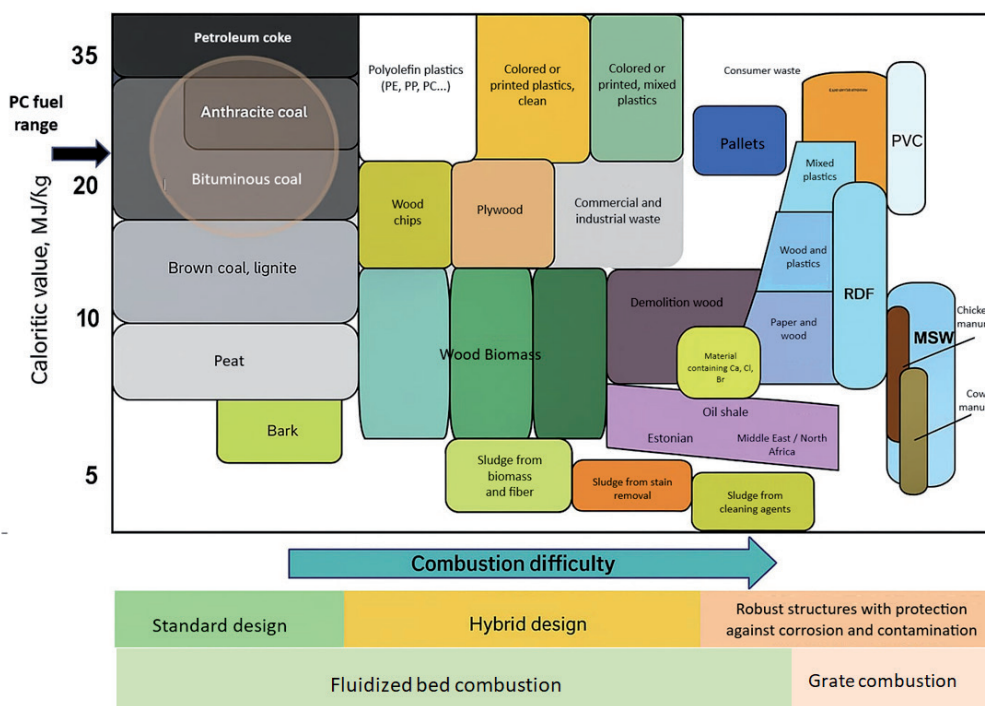 35
PC fuel
range
20
10
5
Calorific value, MJ/Kg
Petroleum coke
Anthracite coal
Bituminous coal
Brown coal, lignite
Peat
Bark
Polyolefin plastics
(PE, PP, PC...)
Colored or
printed plastics,
clean
Colored or
printed, mixed
plastics
Consumer waste
Pallets
PVC
Mixed
plastics
Wood
chips
Plywood
Commercial and
industrial waste
Wood and
plastics
RDF
Wood Biomass
Demolition wood
Paper and
wood
Material
containing Ca, Cl,
Br
MSW
Chicke
manur
Cow
manu
Oil shale
Estonian
Middle East / North
Africa
Sludge from
biomass
and fiber
Sludge from stain
removal
Sludge from
cleaning agents
Combustion difficulty
Standard design
Hybrid design
Robust structures with protection
against corrosion and contamination
Fluidized bed combustion
Grate combustion